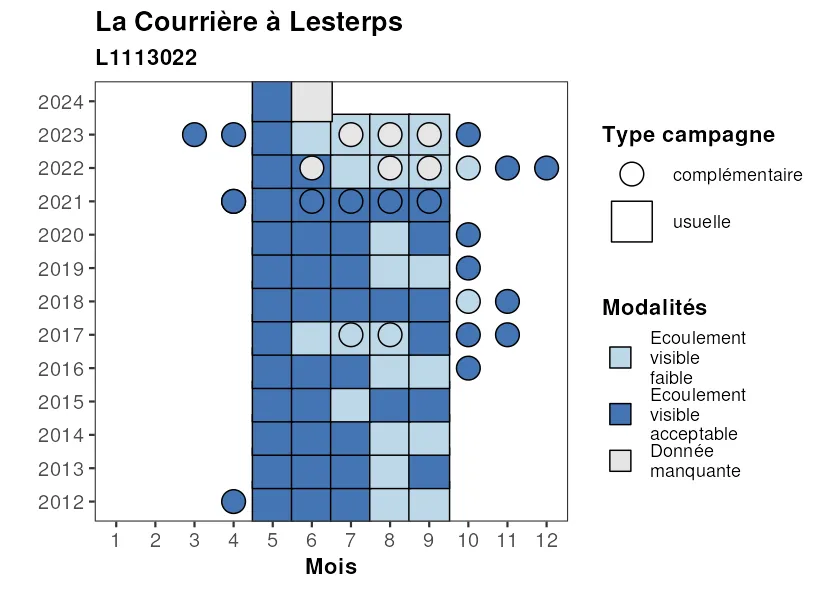 La Courrière à Lesterps
L1113022
2024
2023
2022
2021
2020
2019
2018
2017
2016
2015
2014
2013
2012
1 2 3 4 5 6 7 8 9 10 11 12
Mois
Type campagne
complémentaire
usuelle
Modalités
Ecoulement
visible
faible
Ecoulement
visible
acceptable
Donnée
manquante